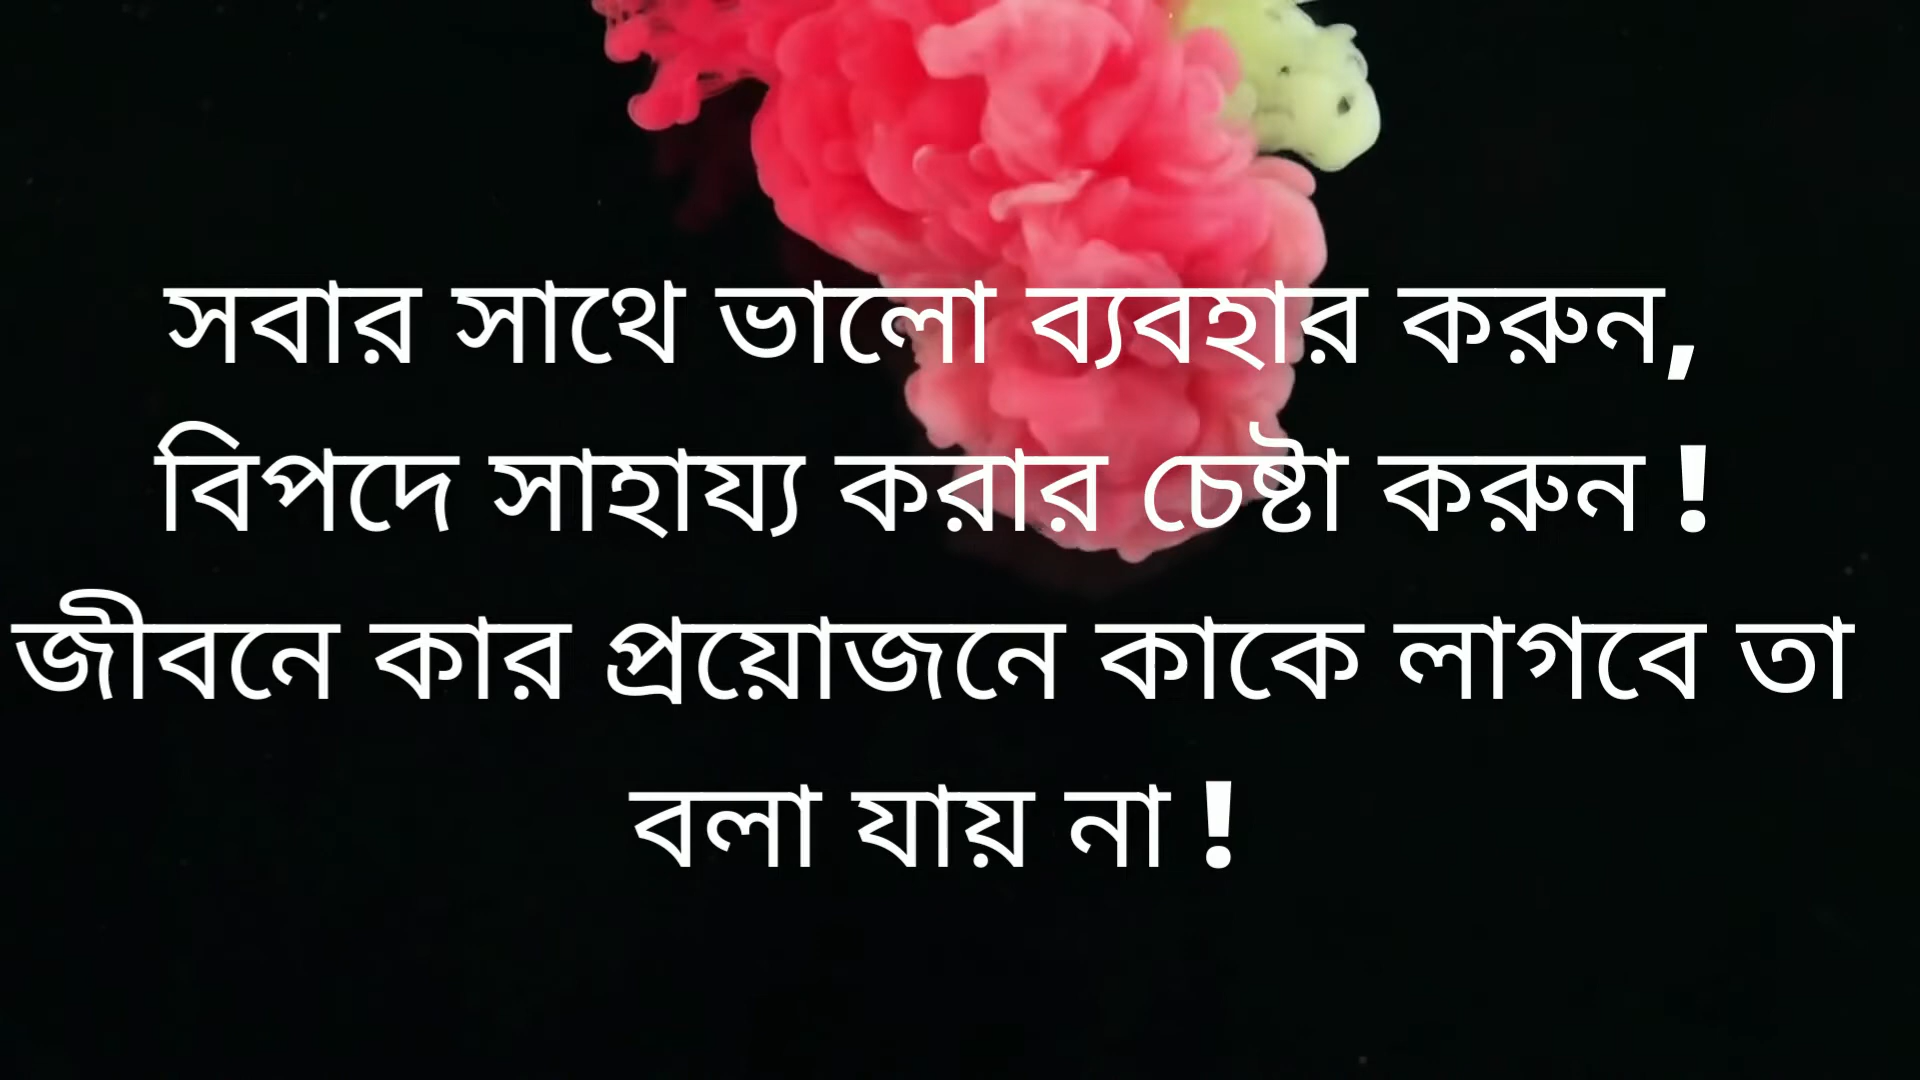 সবার সাথে ভালো ব্যবহার করুন,
বিপদে সাহায্য করার চেষ্টা করুন !
জীবনে কার প্রয়োজনে কাকে লাগবে তা
বলা যায় না !